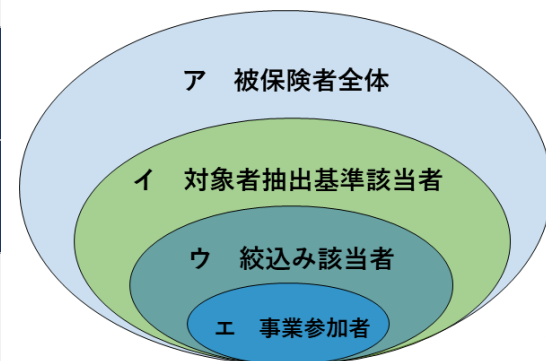 ア　被保険者全体
イ　対象者抽出基準該当者
ウ　絞込み該当者
エ　事業参加者